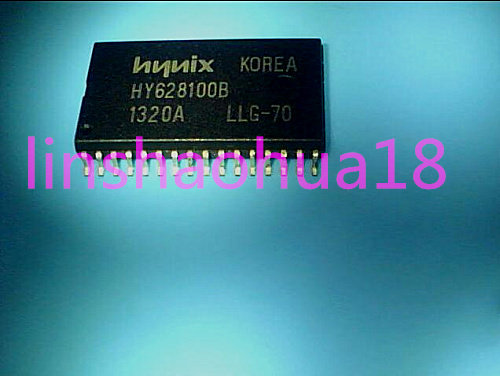 hynix KOREA
HY628100B
1320A LLG-70
linshaohua18